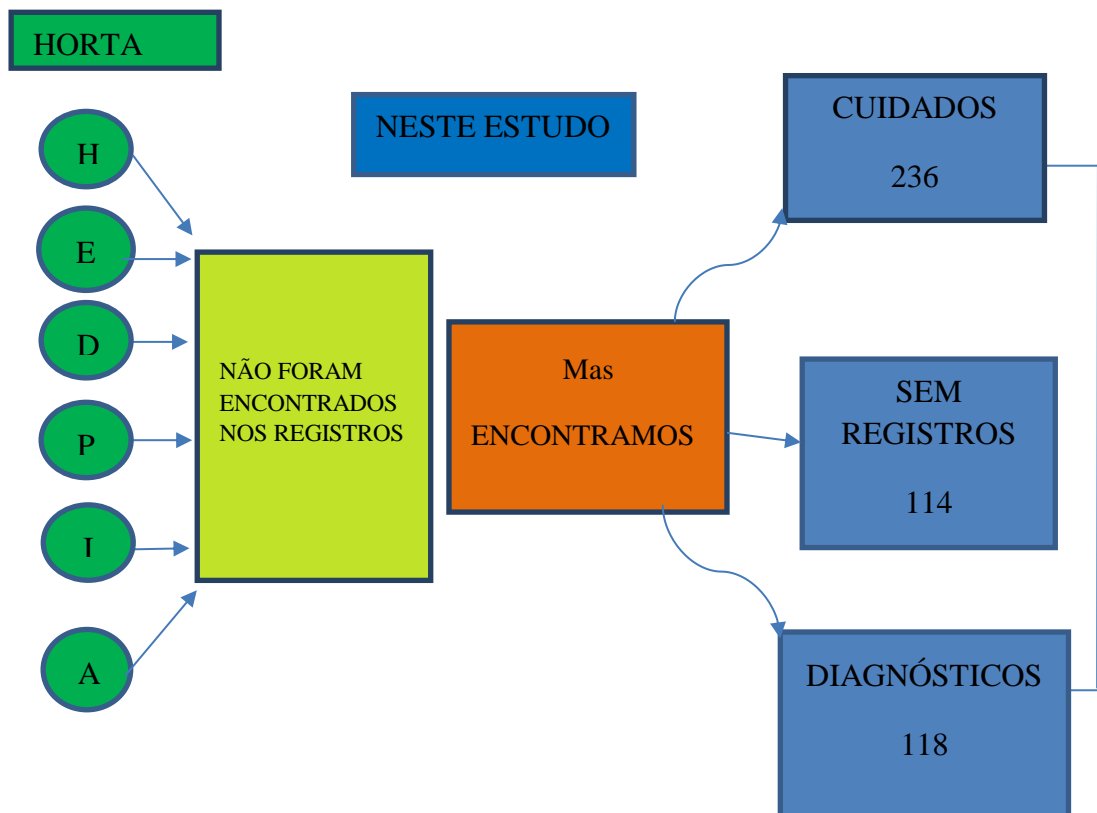 HORTA
H
E
D
P
I
A
NÃO FORAM
ENCONTRADOS
NOS REGISTROS
NESTE ESTUDO
Mas
ENCONTRAMOS
CUIDADOS
236
SEM
REGISTROS
114
DIAGNÓSTICOS
118